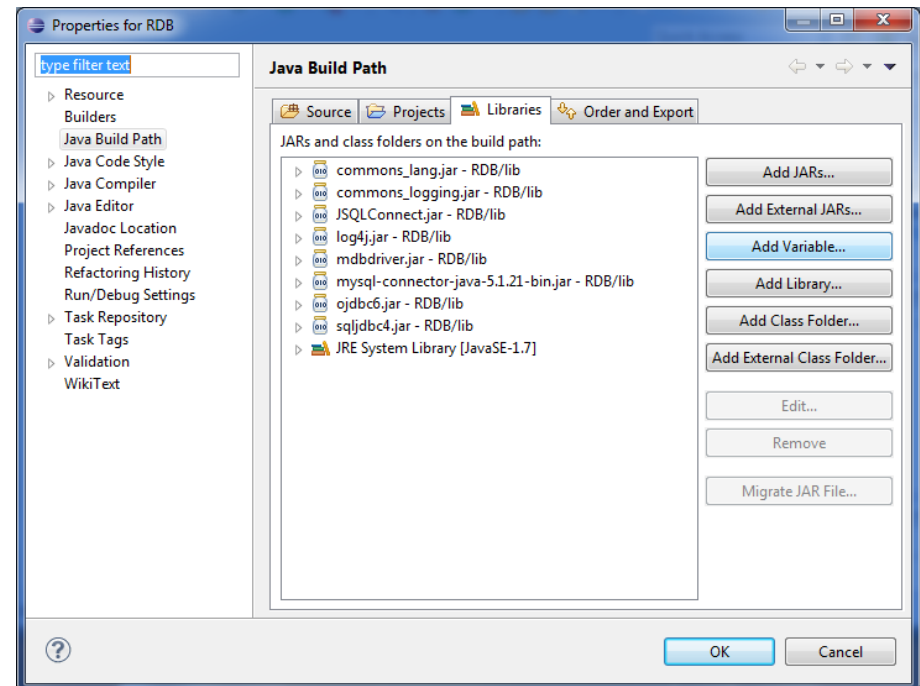 Properties for RDB
type filter text
Resource
Builders
Java Build Path
Java Code Style
Java Compiler
Java Editor
Javadoc Location
Project References
Refactoring History
Run/Debug Settings
Task Repository
Task Tags
Validation
WikiText
Java Build Path
Source Projects Libraries Order and Export
JARs and class folders on the build path:
commons_lang.jar - RDB/lib
commons_logging.jar - RDB/lib
JSQLConnect.jar - RDB/lib
log4j.jar - RDB/lib
mdbdriver.jar - RDB/lib
mysql-connector-java-5.1.21-bin.jar - RDB/lib
ojdbc6.jar - RDB/lib
sqljdbc4.jar - RDB/lib
JRE System Library [JavaSE-1.7]
Add JARs...
Add External JARs...
Add Variable...
Add Library...
Add Class Folder...
Add External Class Folder...
Edit...
Remove
Migrate JAR File...
OK
Cancel